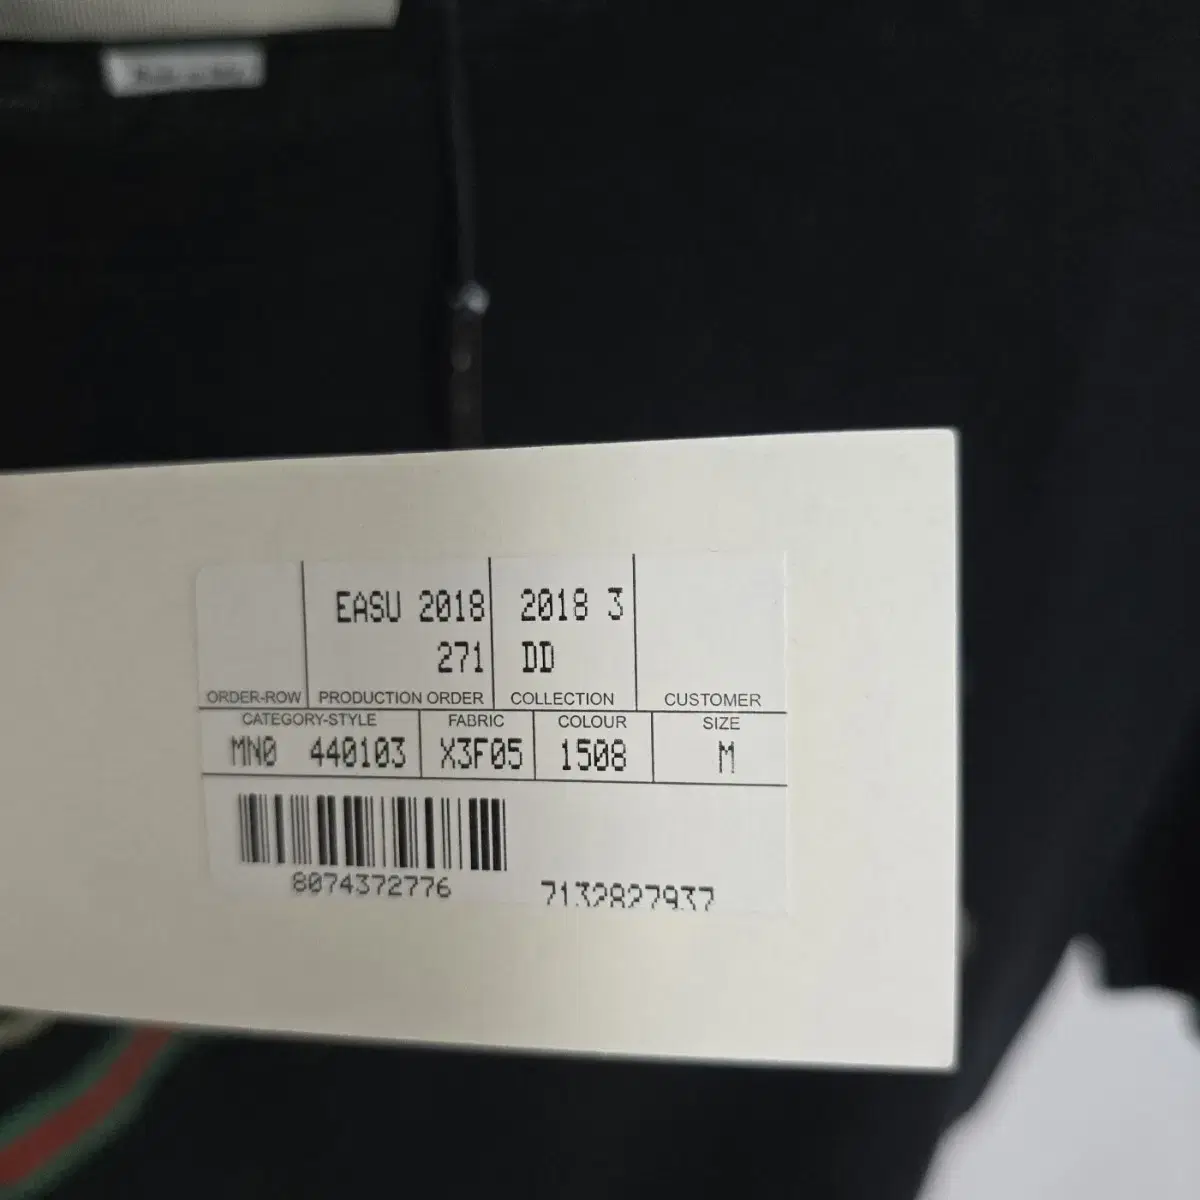 EASU 2018 2018 3
271 DD
ORDER-ROW PRODUCTION ORDER COLLECTION CUSTOMER
CATEGORY-STYLE FABRIC COLOUR SIZE
MN0 440103 X3F05 1508 M
8074372776 7132827937